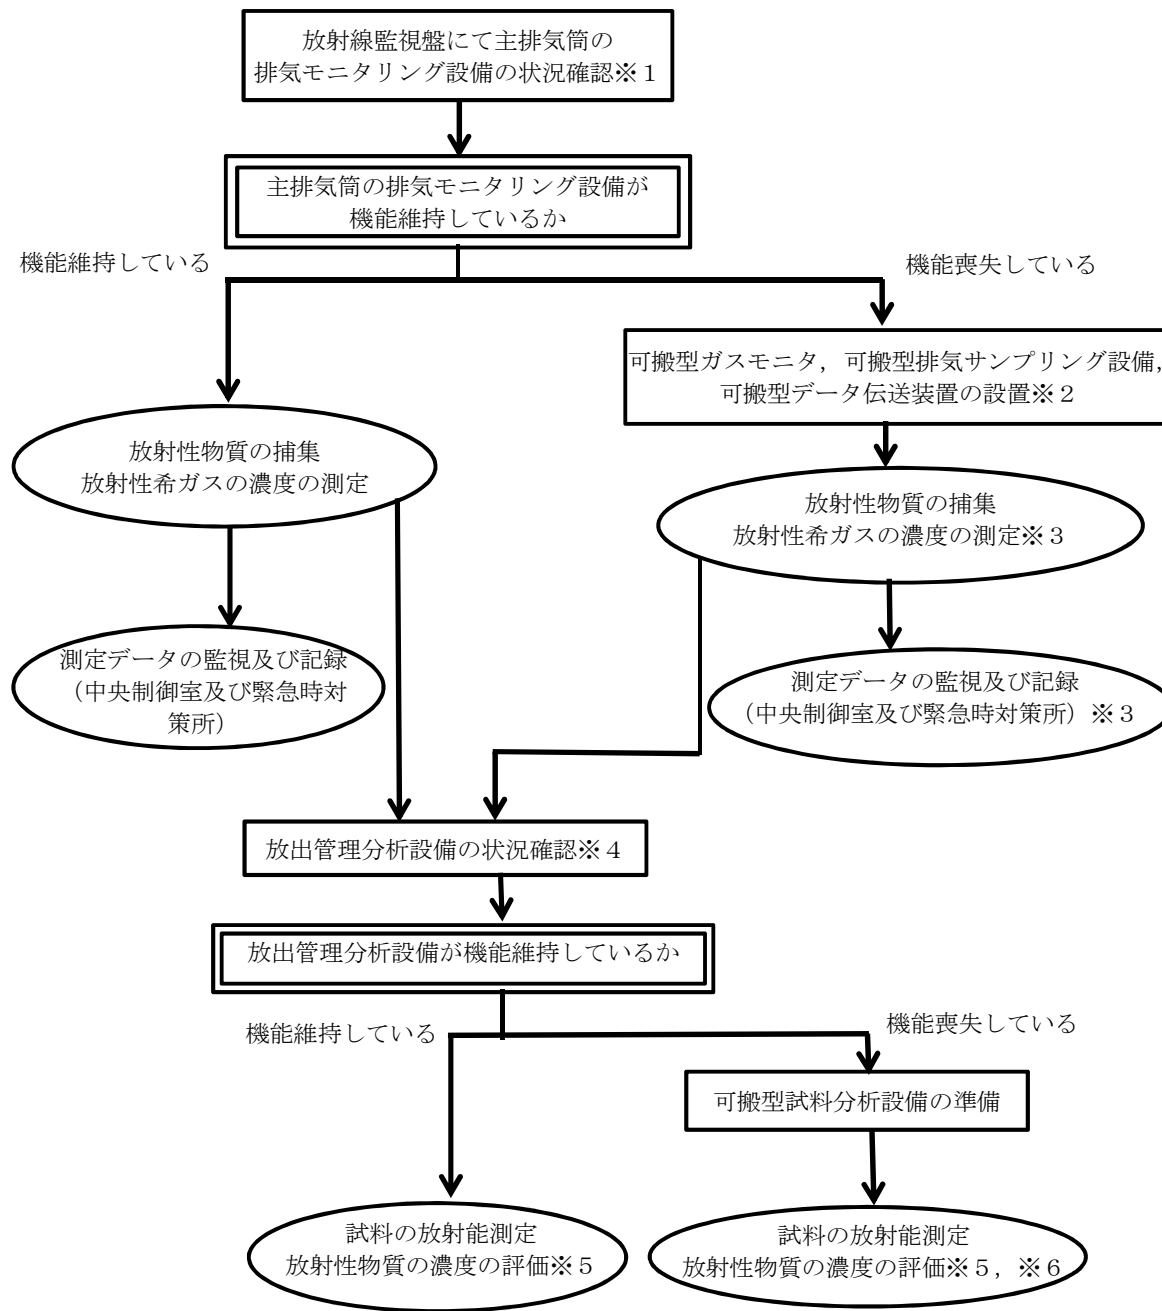 放射線監視盤にて主排気筒の
排気モニタリング設備の状況確認※１
主排気筒の排気モニタリング設備が
機能維持しているか
機能維持している
機能喪失している
可搬型ガスモニタ，可搬型排気サンプリング設備，
可搬型データ伝送装置の設置※２
放射性物質の捕集
放射性希ガスの濃度の測定
放射性物質の捕集
放射性希ガスの濃度の測定※３
測定データの監視及び記録
（中央制御室及び緊急時対
策所）
測定データの監視及び記録
（中央制御室及び緊急時対策所）※３
放出管理分析設備の状況確認※４
放出管理分析設備が機能維持しているか
機能維持している
機能喪失している
可搬型試料分析設備の準備
試料の放射能測定
放射性物質の濃度の評価※５
試料の放射能測定
放射性物質の濃度の評価※５，※６